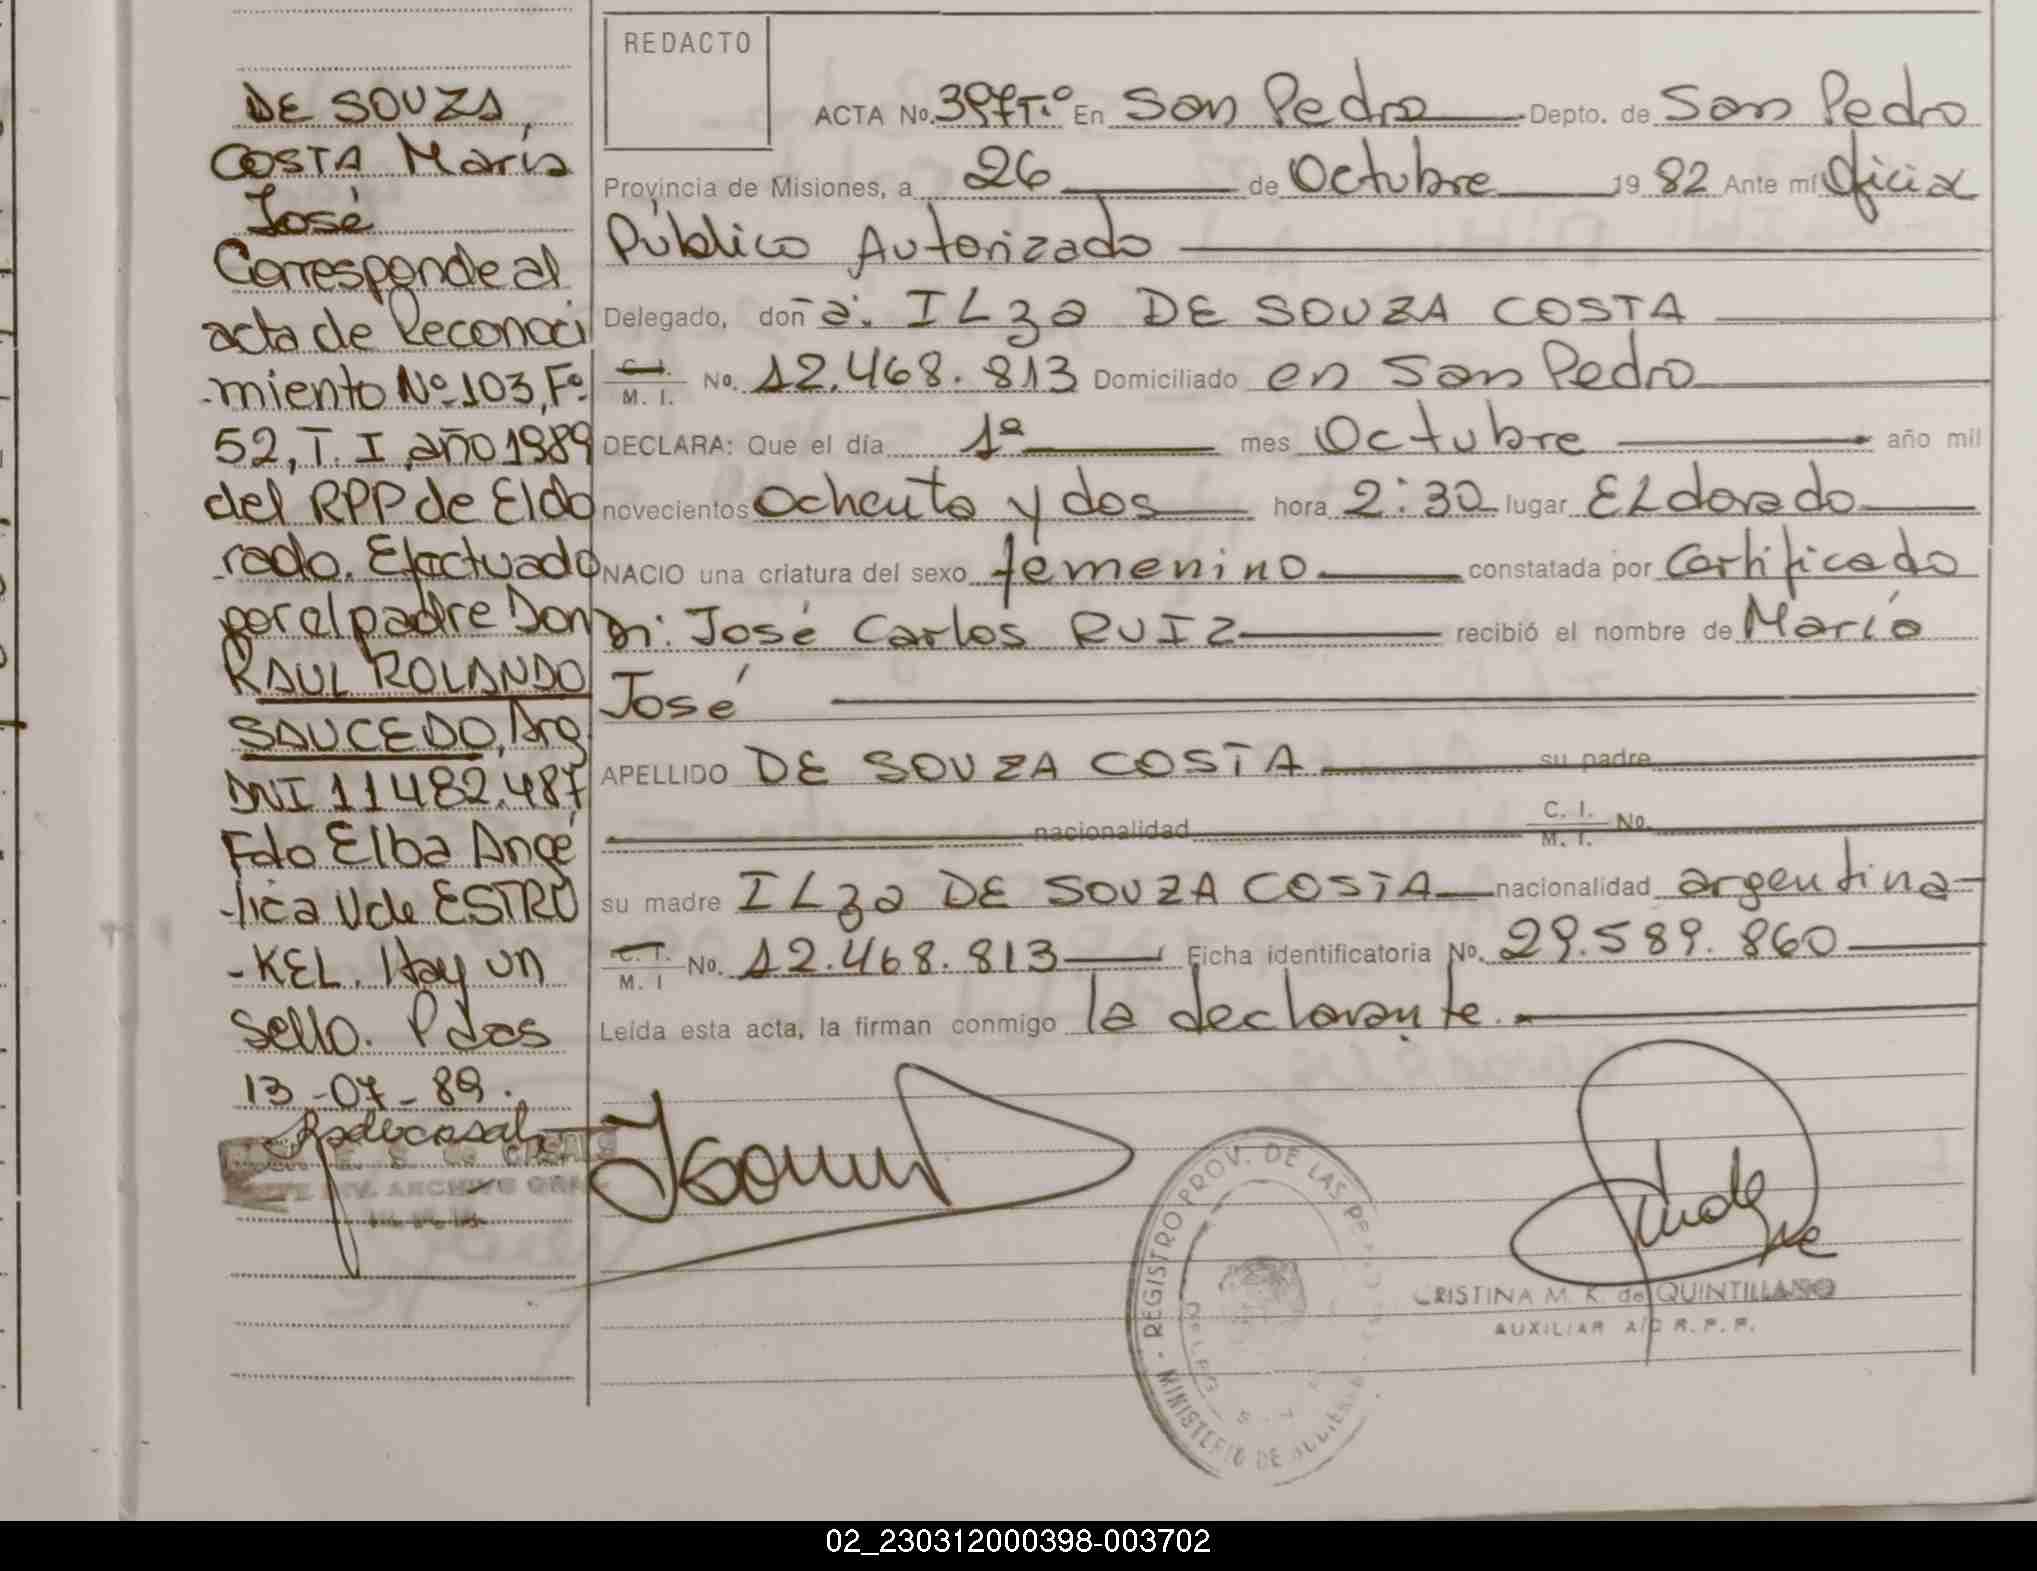 DE SOUZA,
COSTA María
José
Corresponde al
acta de Reconoci
-miento Nº 103, Fº
52, T. I, año 1989
del RPP de Eldo
-rado. Efectuado
por el padre Don
RAUL ROLANDO
SAUCEDO, Arg
DNI 11482.487
Fdo Elba Angé
-lica V de ESTRO
-KEL. Hay un
Sello. Pdas
13-07-89.
ARCHIVO GRAL
REDACTO
ACTA No. 397 Tº En San Pedro Depto. de San Pedro
Provincia de Misiones, a 26 de Octubre 1982 Ante mí Oficial
Público Autorizado
Delegado, doña: ILza DE SOUZA COSTA
C. I. M. I. No. 12.468.813 Domiciliado en San Pedro
DECLARA: Que el día 1º mes Octubre año mil
novecientos Ochenta y dos hora 2:30 lugar ELdorado
NACIO una criatura del sexo femenino constatada por Certificado
Dr: José Carlos RUIZ recibió el nombre de María
José
APELLIDO DE SOUZA COSTA su padre
nacionalidad C. I. M. I. No.
su madre ILza DE SOUZA COSTA nacionalidad argentina
C. I. M. I No. 12.468.813 Ficha identificatoria No. 29.589.860
Leída esta acta, la firman conmigo la declarante.
REGISTRO PROV. DE LAS PE
MINISTERIO DE
CRISTINA M. K. de QUINTILLANO
AUXILIAR A/C R. P. P.
02_230312000398-003702